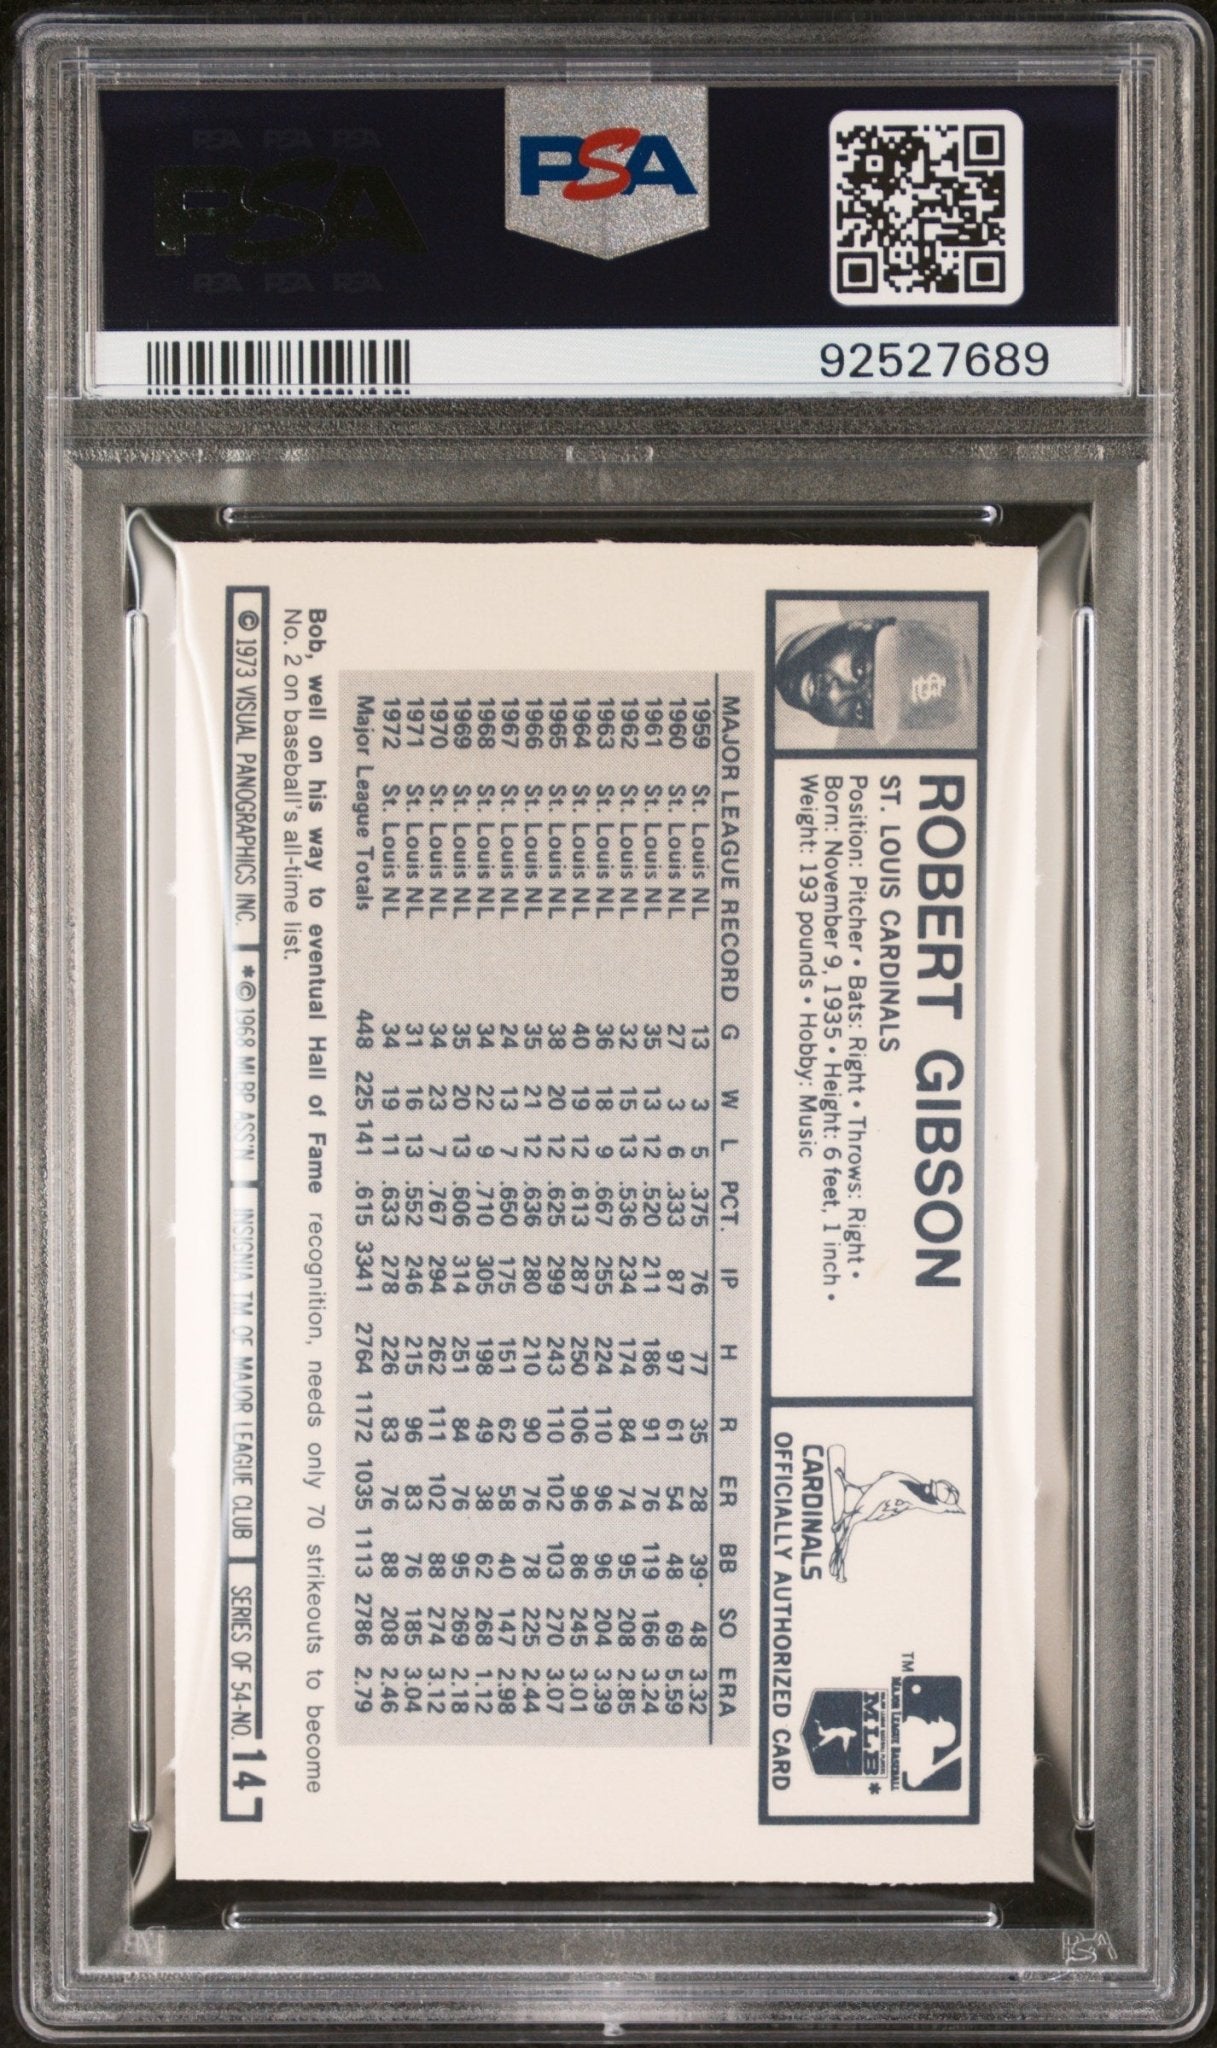 PSA PSA PSA
PSA
PSA PSA PSA
PSA
92527689
ROBERT GIBSON
ST. LOUIS CARDINALS
Position: Pitcher • Bats: Right • Throws: Right •
Born: November 9, 1935 • Height: 6 feet, 1 inch •
Weight: 193 pounds • Hobby: Music
CARDINALS
OFFICIALLY AUTHORIZED CARD
TM
MAJOR LEAGUE BASEBALL
MLB*
MAJOR LEAGUE RECORD G W L PCT. IP H R ER BB SO ERA
1959 St. Louis NL 13 3 5 .375 76 77 35 28 39 48 3.32
1960 St. Louis NL 27 3 6 .333 87 97 61 54 48 69 5.59
1961 St. Louis NL 35 13 12 .520 211 186 91 76 119 166 3.24
1962 St. Louis NL 32 15 13 .536 234 174 84 74 95 208 2.85
1963 St. Louis NL 36 18 9 .667 255 224 110 96 96 204 3.39
1964 St. Louis NL 40 19 12 .613 287 250 106 96 86 245 3.01
1965 St. Louis NL 38 20 12 .625 299 243 110 102 103 270 3.07
1966 St. Louis NL 35 21 12 .636 280 210 90 76 78 225 2.44
1967 St. Louis NL 24 13 7 .650 175 151 62 58 40 147 2.98
1968 St. Louis NL 34 22 9 .710 305 198 49 38 62 268 1.12
1969 St. Louis NL 35 20 13 .606 314 251 84 76 95 269 2.18
1970 St. Louis NL 34 23 7 .767 294 262 111 102 88 274 3.12
1971 St. Louis NL 31 16 13 .552 246 215 96 83 76 185 3.04
1972 St. Louis NL 34 19 11 .633 278 226 83 76 88 208 2.46
Major League Totals 448 225 141 .615 3341 2764 1172 1035 1113 2786 2.79
Bob, well on his way to eventual Hall of Fame recognition, needs only 70 strikeouts to become
No. 2 on baseball's all-time list.
© 1973 VISUAL PANOGRAPHICS INC. *© 1968 MLBP ASS'N INSIGNIA TM OF MAJOR LEAGUE CLUB SERIES OF 54-NO. 14
PSA